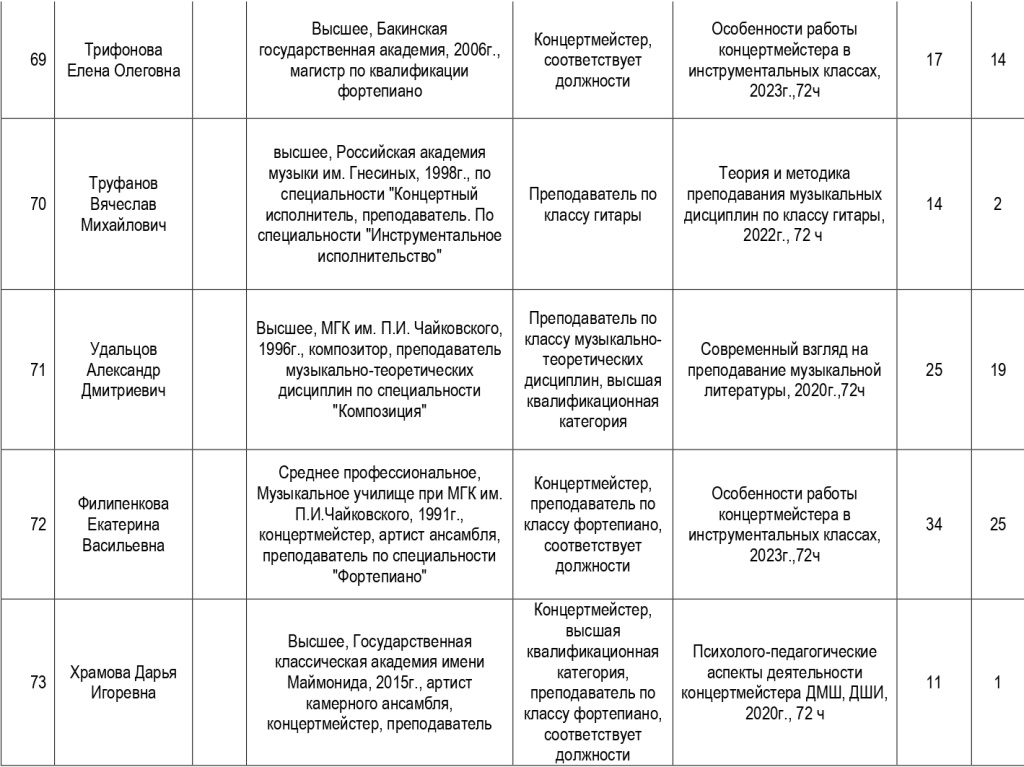 69
Трифонова
Елена Олеговна
Высшее, Бакинская
государственная академия, 2006г.,
магистр по квалификации
фортепиано
Концертмейстер,
соответствует
должности
Особенности работы
концертмейстера в
инструментальных классах,
2023г.,72ч
17
14
70
Труфанов
Вячеслав
Михайлович
высшее, Российская академия
музыки им. Гнесиных, 1998г., по
специальности "Концертный
исполнитель, преподаватель. По
специальности "Инструментальное
исполнительство"
Преподаватель по
классу гитары
Теория и методика
преподавания музыкальных
дисциплин по классу гитары,
2022г., 72 ч
14
2
71
Удальцов
Александр
Дмитриевич
Высшее, МГК им. П.И. Чайковского,
1996г., композитор, преподаватель
музыкально-теоретических
дисциплин по специальности
"Композиция"
Преподаватель по
классу музыкально-
теоретических
дисциплин, высшая
квалификационная
категория
Современный взгляд на
преподавание музыкальной
литературы, 2020г.,72ч
25
19
72
Филипенкова
Екатерина
Васильевна
Среднее профессиональное,
Музыкальное училище при МГК им.
П.И.Чайковского, 1991г.,
концертмейстер, артист ансамбля,
преподаватель по специальности
"Фортепиано"
Концертмейстер,
преподаватель по
классу фортепиано,
соответствует
должности
Особенности работы
концертмейстера в
инструментальных классах,
2023г.,72ч
34
25
73
Храмова Дарья
Игоревна
Высшее, Государственная
классическая академия имени
Маймонида, 2015г., артист
камерного ансамбля,
концертмейстер, преподаватель
Концертмейстер,
высшая
квалификационная
категория,
преподаватель по
классу фортепиано,
соответствует
должности
Психолого-педагогические
аспекты деятельности
концертмейстера ДМШ, ДШИ,
2020г., 72 ч
11
1